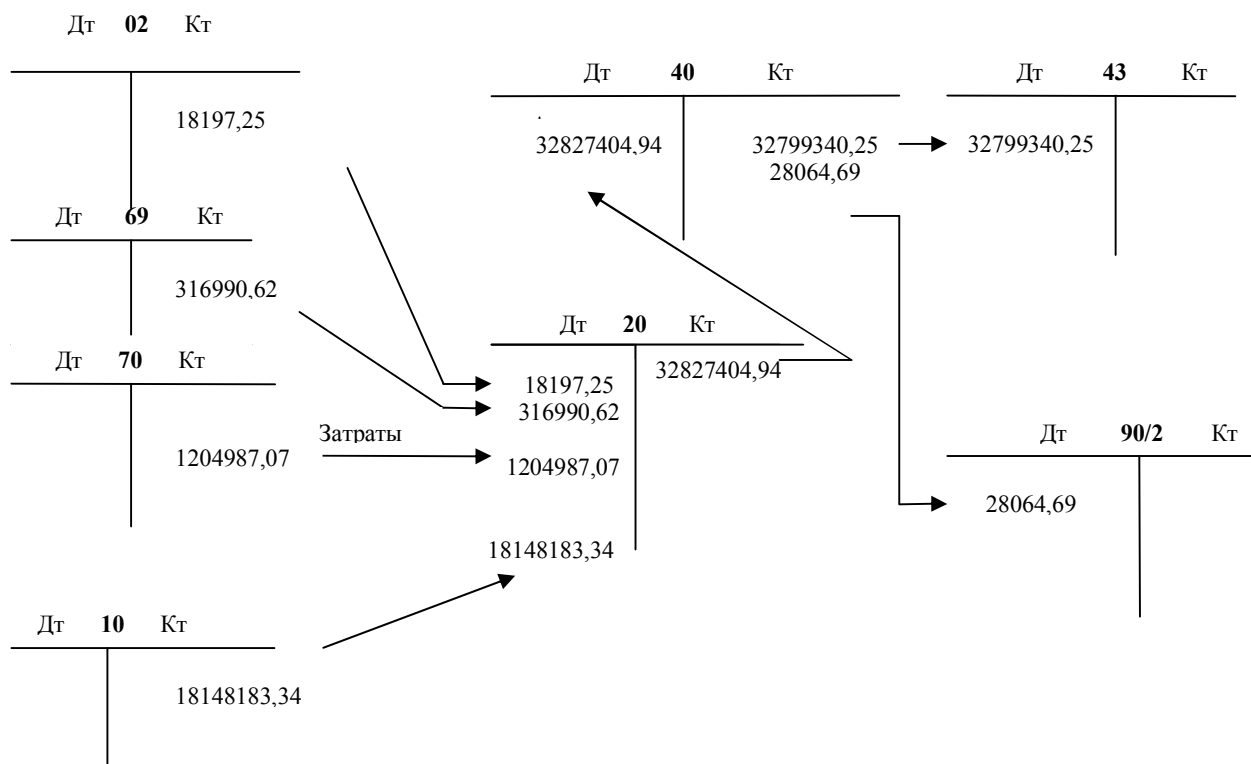 Дт 02 Кт
18197,25
Дт 69 Кт
316990,62
Дт 70 Кт
1204987,07
Дт 10 Кт
18148183,34
Затраты
Дт 40 Кт
32827404,94 32799340,25
28064,69
Дт 20 Кт
32827404,94
18197,25
316990,62
1204987,07
18148183,34
Дт 43 Кт
32799340,25
Дт 90/2 Кт
28064,69